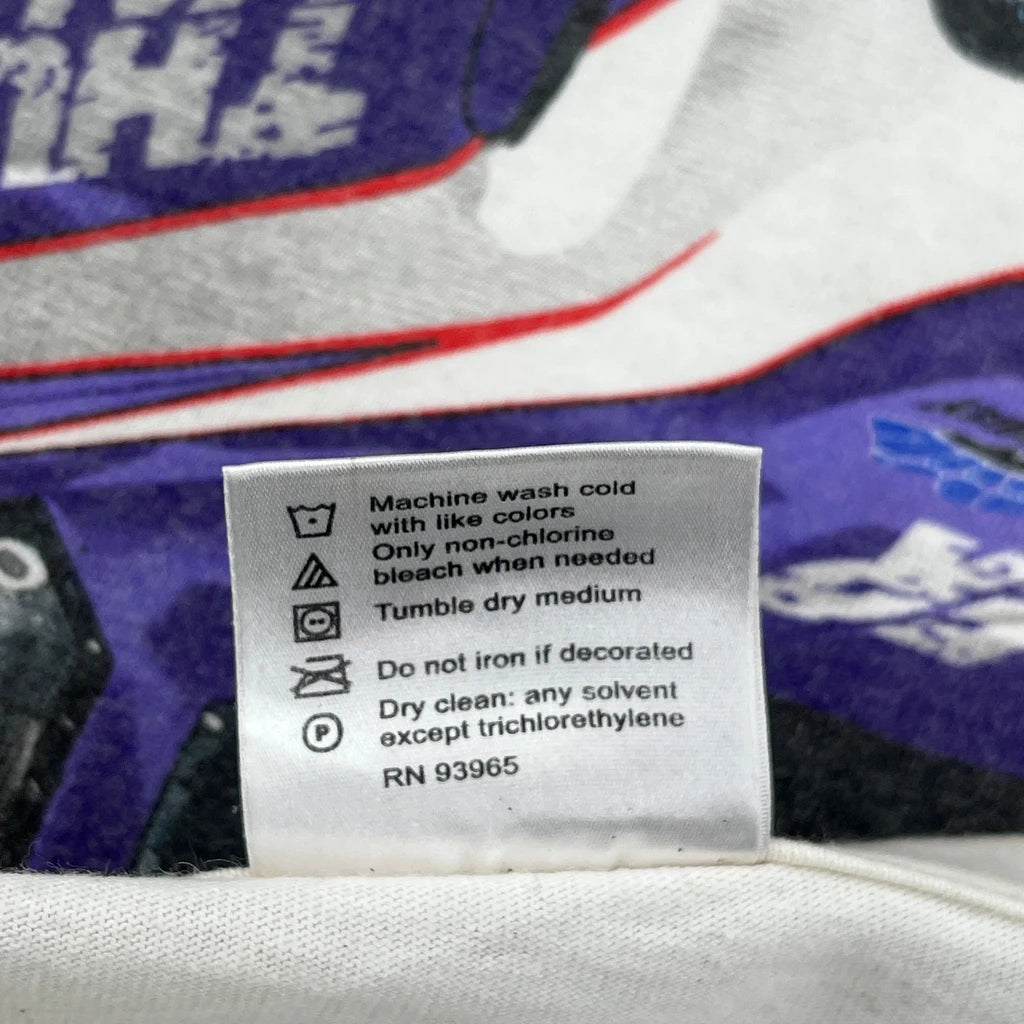 Machine wash cold
with like colors
Only non-chlorine
bleach when needed
Tumble dry medium
Do not iron if decorated
P
Dry clean: any solvent
except trichlorethylene
RN 93965